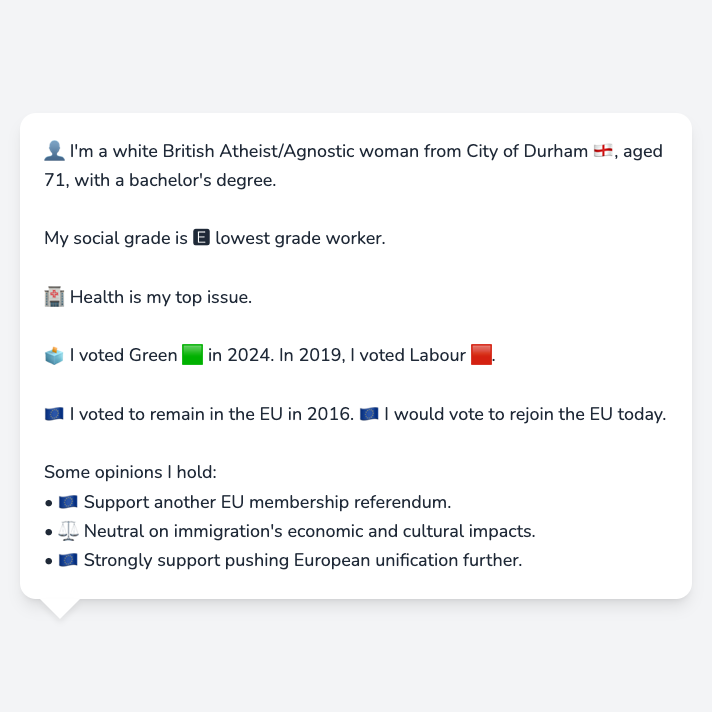 👤 I'm a white British Atheist/Agnostic woman from City of Durham 🏴󠁧󠁢󠁥󠁮󠁧󠁿, aged
71, with a bachelor's degree.
My social grade is 🅴 lowest grade worker.
🏥 Health is my top issue.
🗳️ I voted Green 🟩 in 2024. In 2019, I voted Labour 🟥.
🇪🇺 I voted to remain in the EU in 2016. 🇪🇺 I would vote to rejoin the EU today.
Some opinions I hold:
• 🇪🇺 Support another EU membership referendum.
• ⚖️ Neutral on immigration's economic and cultural impacts.
• 🇪🇺 Strongly support pushing European unification further.